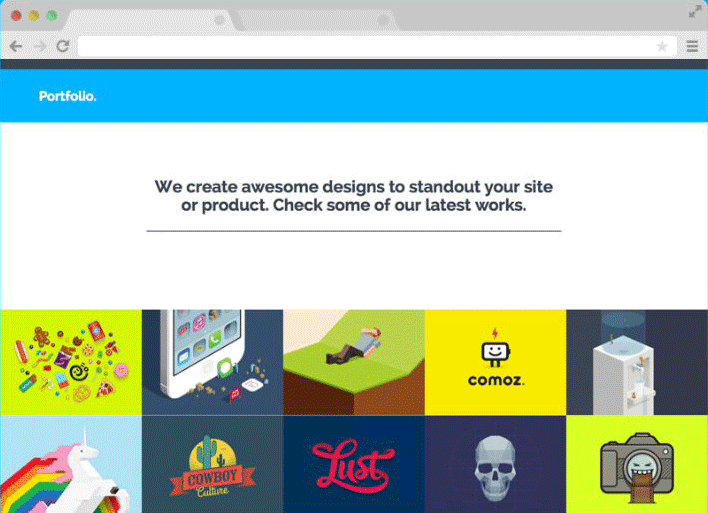 Portfolio.
We create awesome designs to standout your site
or product. Check some of our latest works.
comoz.
COWBOY
Culture
Lust